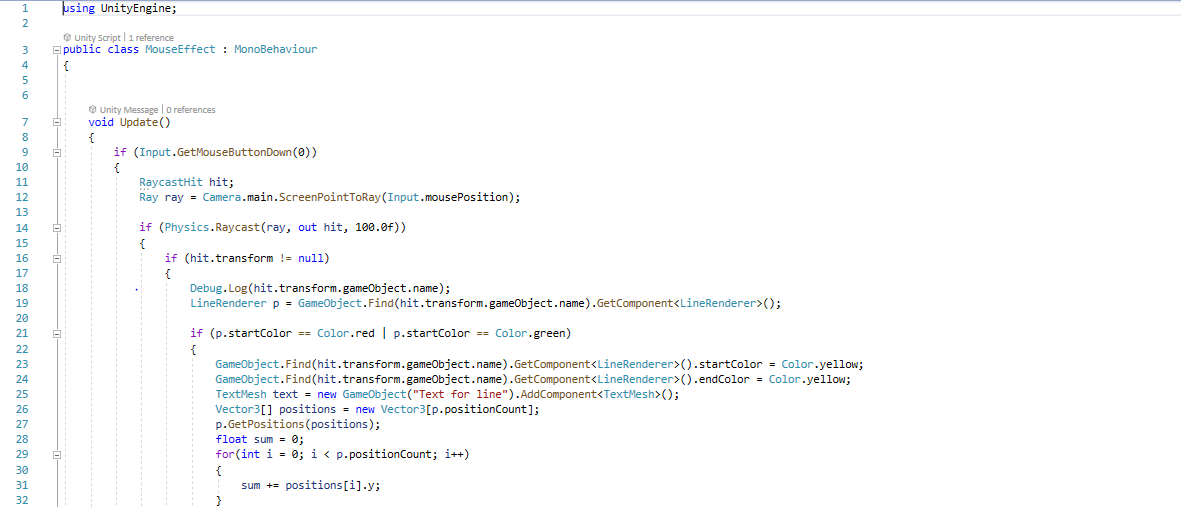 1 using UnityEngine;
2
Unity Script | 1 reference
3 public class MouseEffect : MonoBehaviour
4 {
5
6
Unity Message | 0 references
7 void Update()
8 {
9 if (Input.GetMouseButtonDown(0))
10 {
11 RaycastHit hit;
12 Ray ray = Camera.main.ScreenPointToRay(Input.mousePosition);
13
14 if (Physics.Raycast(ray, out hit, 100.0f))
15 {
16 if (hit.transform != null)
17 {
18 Debug.Log(hit.transform.gameObject.name);
19 LineRenderer p = GameObject.Find(hit.transform.gameObject.name).GetComponent<LineRenderer>();
20
21 if (p.startColor == Color.red | p.startColor == Color.green)
22 {
23 GameObject.Find(hit.transform.gameObject.name).GetComponent<LineRenderer>().startColor = Color.yellow;
24 GameObject.Find(hit.transform.gameObject.name).GetComponent<LineRenderer>().endColor = Color.yellow;
25 TextMesh text = new GameObject("Text for line").AddComponent<TextMesh>();
26 Vector3[] positions = new Vector3[p.positionCount];
27 p.GetPositions(positions);
28 float sum = 0;
29 for(int i = 0; i < p.positionCount; i++)
30 {
31 sum += positions[i].y;
32 }